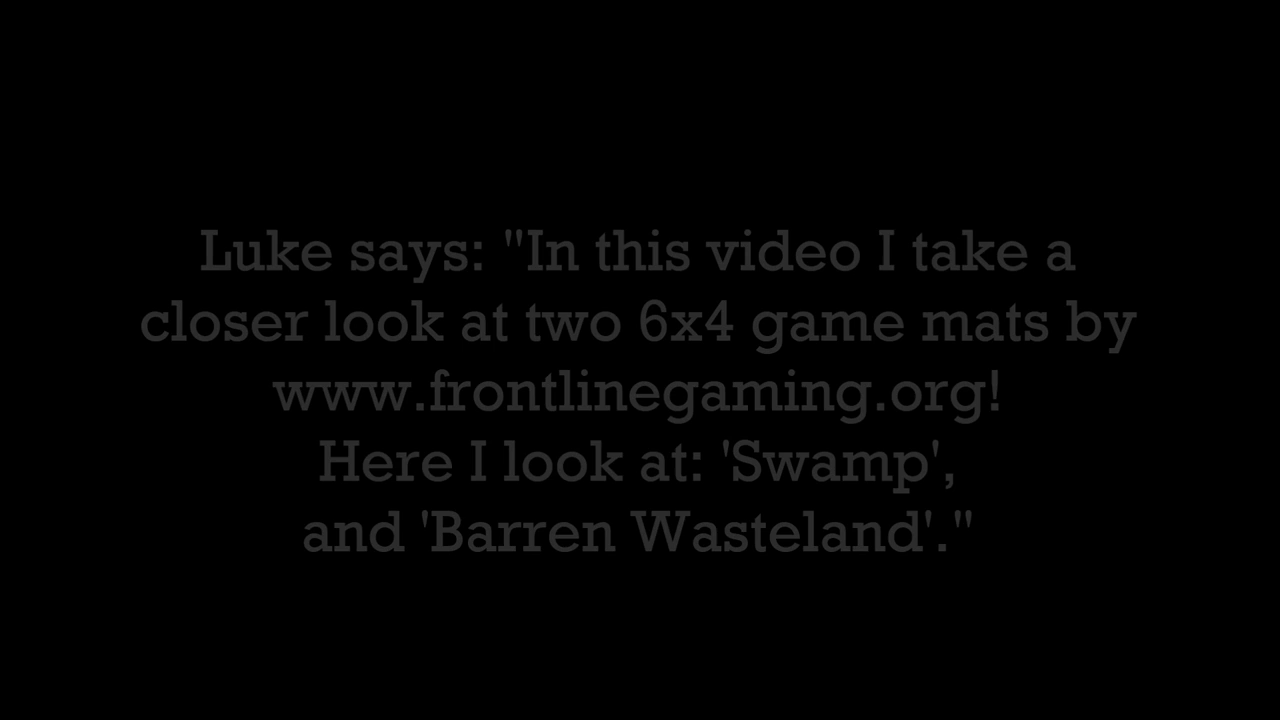 Luke says: "In this video I take a
closer look at two 6x4 game mats by
www.frontlinegaming.org!
Here I look at: 'Swamp',
and 'Barren Wasteland'."